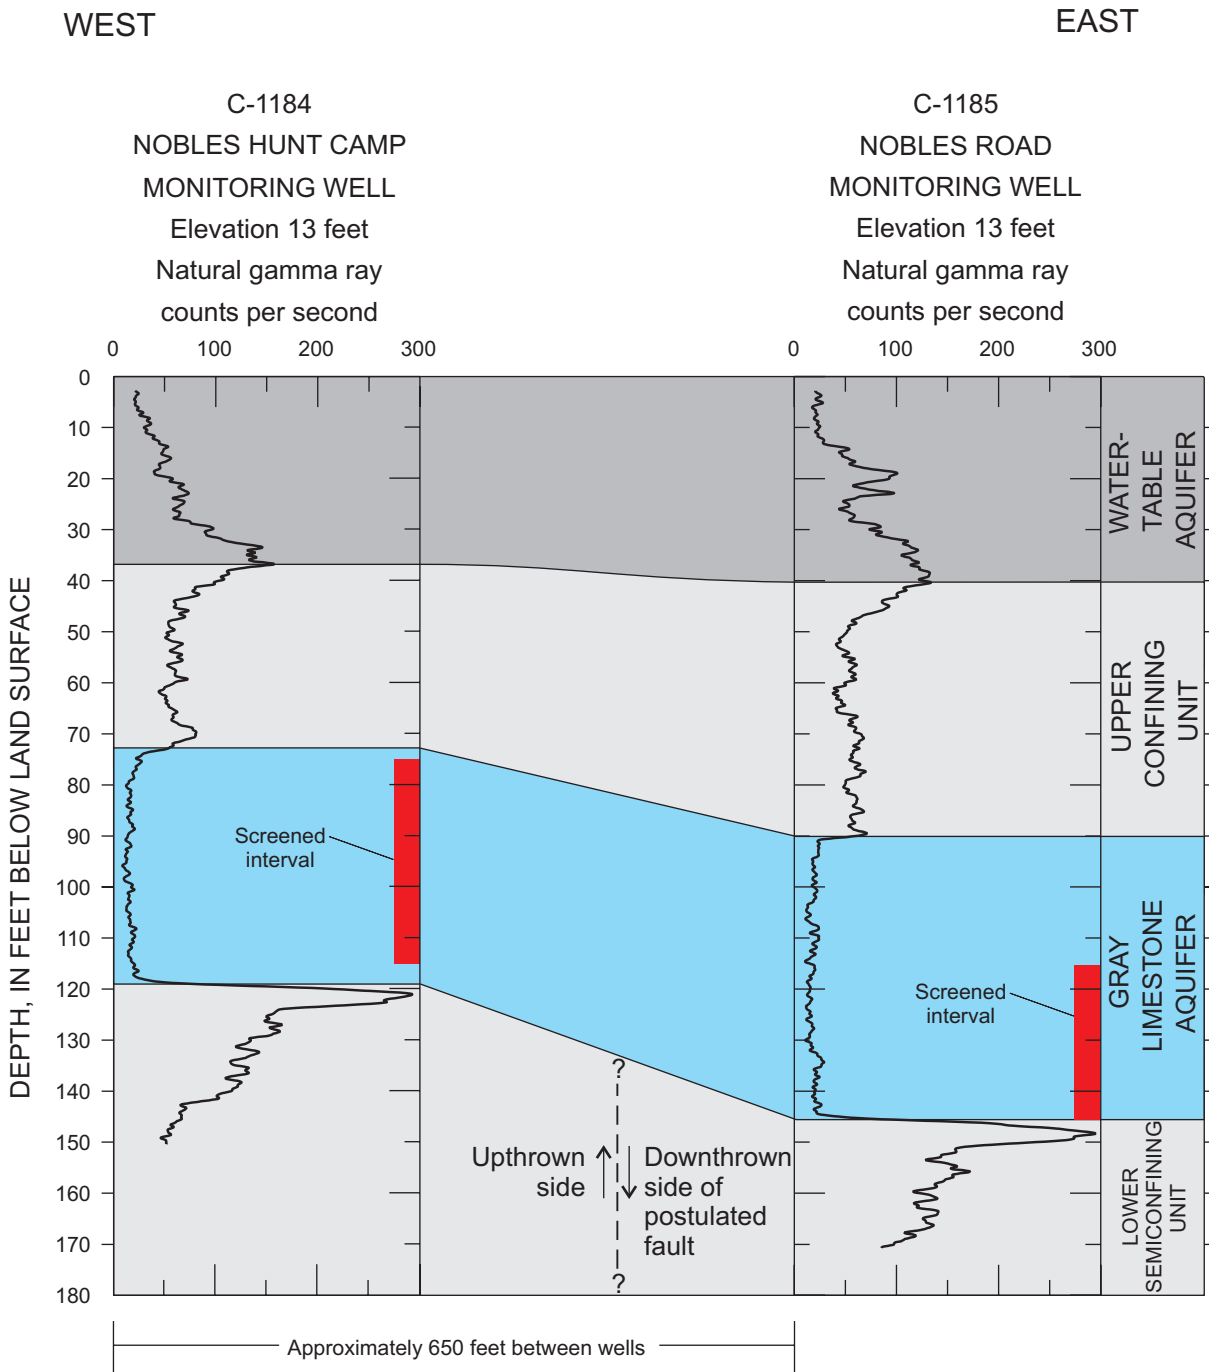 WEST
EAST
C-1184
NOBLES HUNT CAMP
MONITORING WELL
Elevation 13 feet
Natural gamma ray
counts per second
C-1185
NOBLES ROAD
MONITORING WELL
Elevation 13 feet
Natural gamma ray
counts per second
0 100 200 300
0 100 200 300
DEPTH, IN FEET BELOW LAND SURFACE
0
10
20
30
40
50
60
70
80
90
100
110
120
130
140
150
160
170
180
Screened
interval
Screened
interval
WATER-
TABLE
AQUIFER
UPPER
CONFINING
UNIT
GRAY
LIMESTONE
AQUIFER
LOWER
SEMICONFINING
UNIT
?
Upthrown
side
Downthrown
side of
postulated
fault
?
Approximately 650 feet between wells